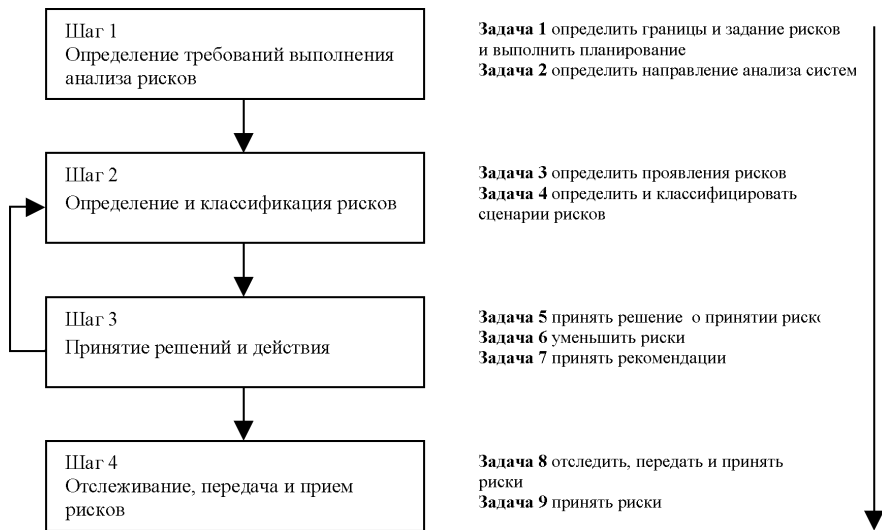 Шаг 1
Определение требований выполнения
анализа рисков
Задача 1 определить границы и задание рисков
и выполнить планирование
Задача 2 определить направление анализа систем
Шаг 2
Определение и классификация рисков
Задача 3 определить проявления рисков
Задача 4 определить и классифицировать
сценарии рисков
Шаг 3
Принятие решений и действия
Задача 5 принять решение о принятии риско
Задача 6 уменьшить риски
Задача 7 принять рекомендации
Шаг 4
Отслеживание, передача и прием
рисков
Задача 8 отследить, передать и принять
риски
Задача 9 принять риски